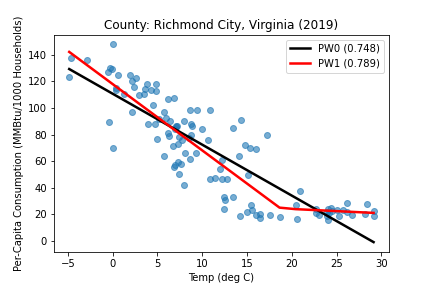 County: Richmond City, Virginia (2019)
PW0 (0.748)
PW1 (0.789)
Per-Capita Consumption (MMBtu/1000 Households)
140
120
100
80
60
40
20
0
−5 0 5 10 15 20 25 30
Temp (deg C)